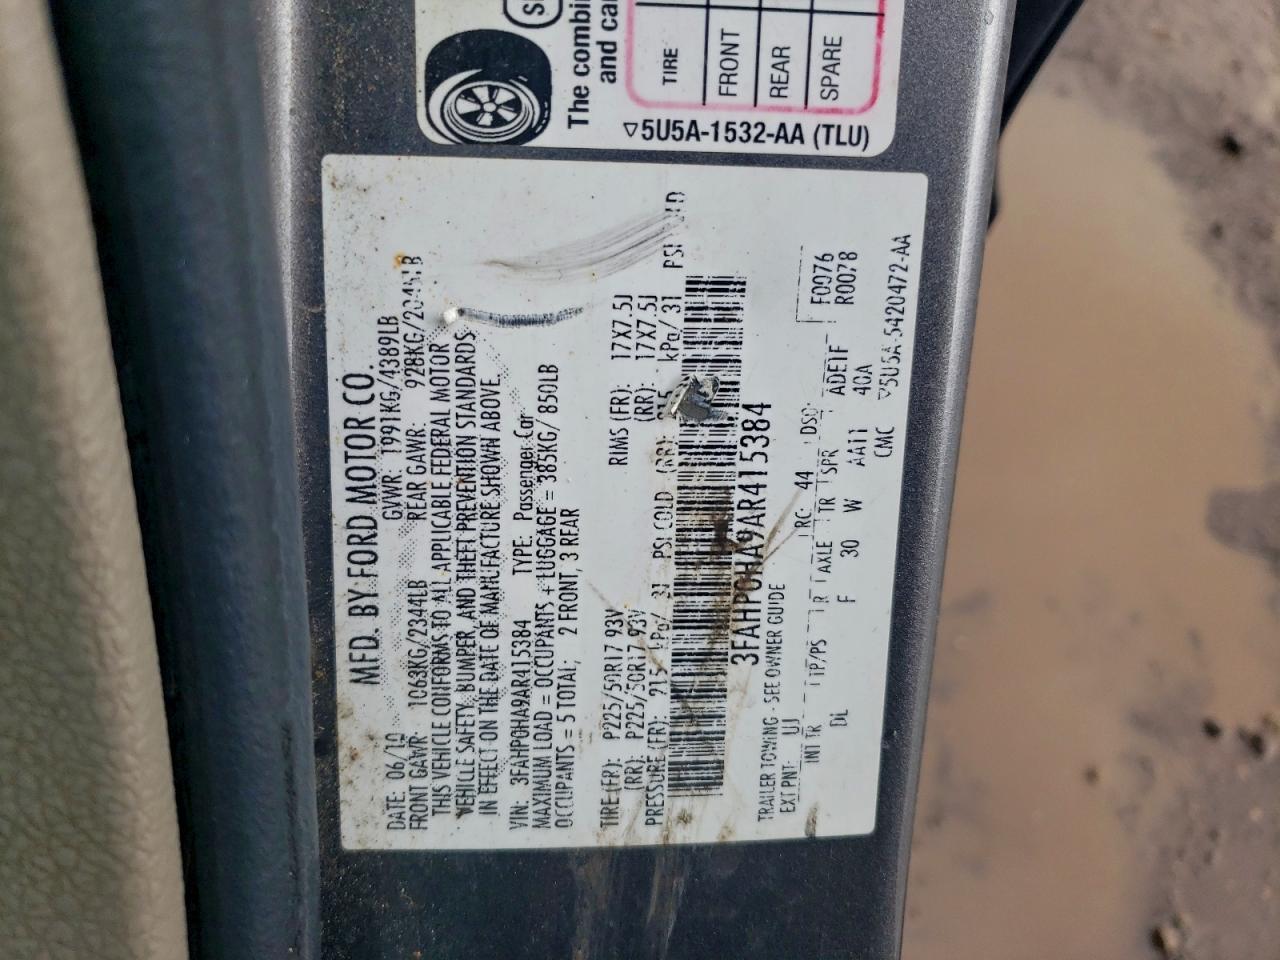 The combin
and car
TIRE
FRONT
REAR
SPARE
5U5A-1532-AA (TLU)
MFD. BY FORD MOTOR CO.
DATE: 06/10 GVWR: 1991KG/4389LB
FRONT GAWR: 1063KG/2344LB REAR GAWR: 928KG/2045LB
THIS VEHICLE CONFORMS TO ALL APPLICABLE FEDERAL MOTOR
VEHICLE SAFETY, BUMPER, AND THEFT PREVENTION STANDARDS
IN EFFECT ON THE DATE OF MANUFACTURE SHOWN ABOVE.
VIN: 3FAHP0HA9AR415384 TYPE: Passenger Car
MAXIMUM LOAD = OCCUPANTS + LUGGAGE = 385KG/ 850LB
OCCUPANTS = 5 TOTAL; 2 FRONT, 3 REAR
TIRE(FR): P225/50R17 93V RIMS (FR): 17X7.5J
(RR): P225/50R17 93V (RR): 17X7.5J
PRESSURE (FR): 215 kPa/ 31 PSI COLD (RR): kPa/ 31 PSI
3FAHP0HA9AR415384
TRAILER TOWING - SEE OWNER GUIDE
F0076
R0078
EXT PNT: UJ RC: 44 DSO:
INT TR TP/PS R AXLE TR SPR ADE1F
DL F 30 W AA11 4GA
CMC 5U5A-5420472-AA